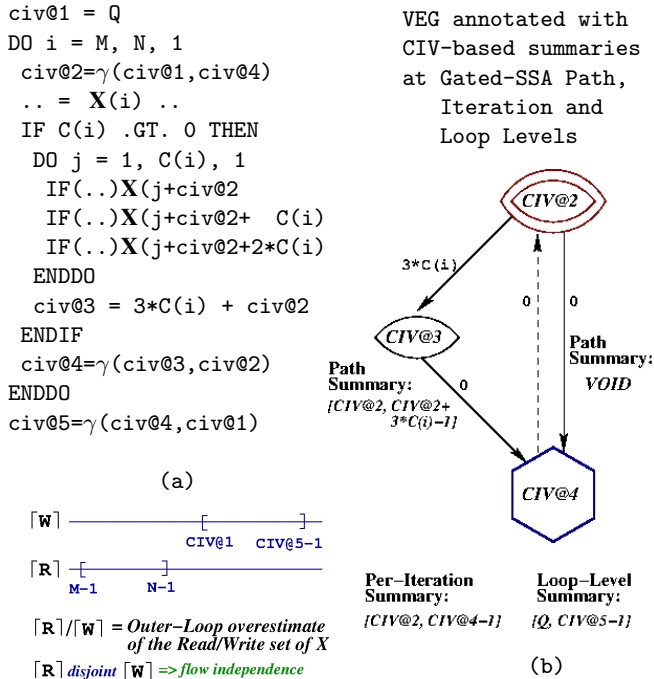 civ@1 = Q
DO i = M, N, 1
civ@2=γ(civ@1,civ@4)
.. = X(i) ..
IF C(i) .GT. 0 THEN
DO j = 1, C(i), 1
IF(..)X(j+civ@2
IF(..)X(j+civ@2+ C(i)
IF(..)X(j+civ@2+2*C(i)
ENDDO
civ@3 = 3*C(i) + civ@2
ENDIF
civ@4=γ(civ@3,civ@2)
ENDDO
civ@5=γ(civ@4,civ@1)
(a)
⌈W⌉
CIV@1 CIV@5-1
⌈R⌉
M-1 N-1
⌈R⌉/⌈W⌉ = Outer-Loop overestimate
of the Read/Write set of X
⌈R⌉ disjoint ⌈W⌉ => flow independence
VEG annotated with
CIV-based summaries
at Gated-SSA Path,
Iteration and
Loop Levels
CIV@2
3*C(i)
0 0
CIV@3
Path
Summary:
[CIV@2, CIV@2+
3*C(i)-1]
0
Path
Summary:
VOID
CIV@4
Per-Iteration
Summary:
[CIV@2, CIV@4-1]
Loop-Level
Summary:
[Q, CIV@5-1]
(b)